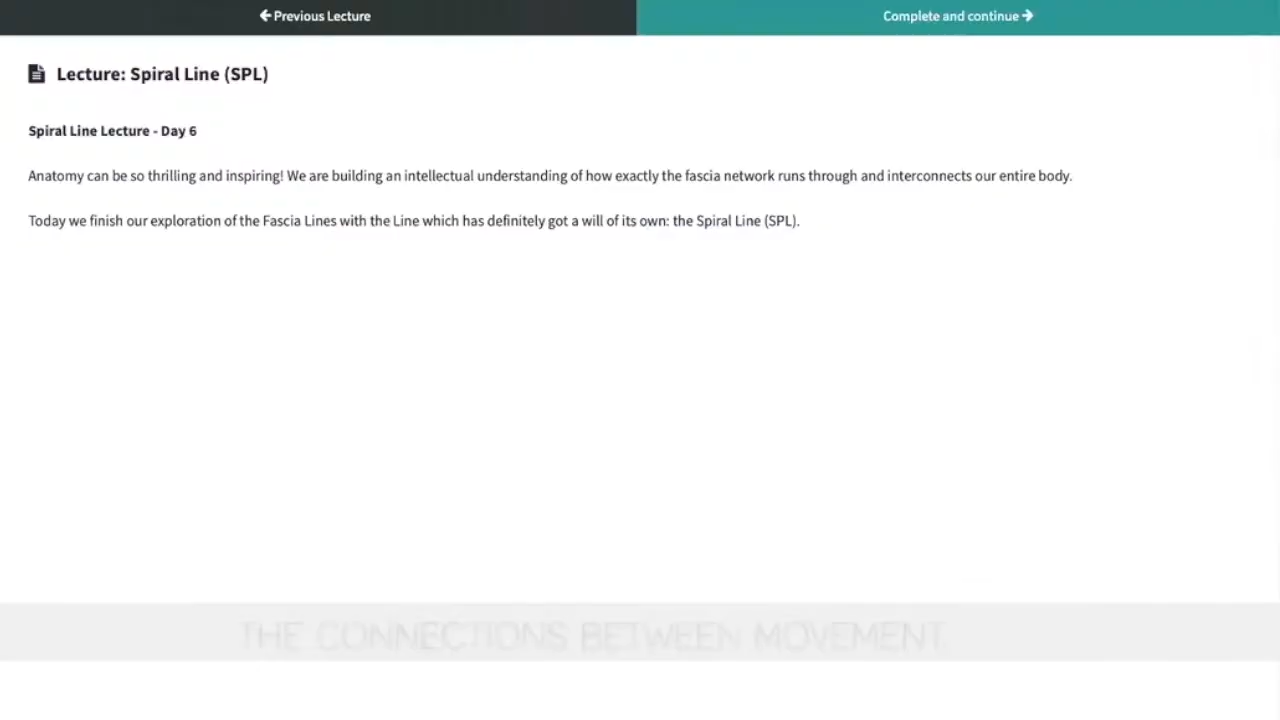 Previous Lecture
Complete and continue
Lecture: Spiral Line (SPL)
Spiral Line Lecture - Day 6
Anatomy can be so thrilling and inspiring! We are building an intellectual understanding of how exactly the fascia network runs through and interconnects our entire body.
Today we finish our exploration of the Fascia Lines with the Line which has definitely got a will of its own: the Spiral Line (SPL).
THE CONNECTIONS BETWEEN MOVEMENT